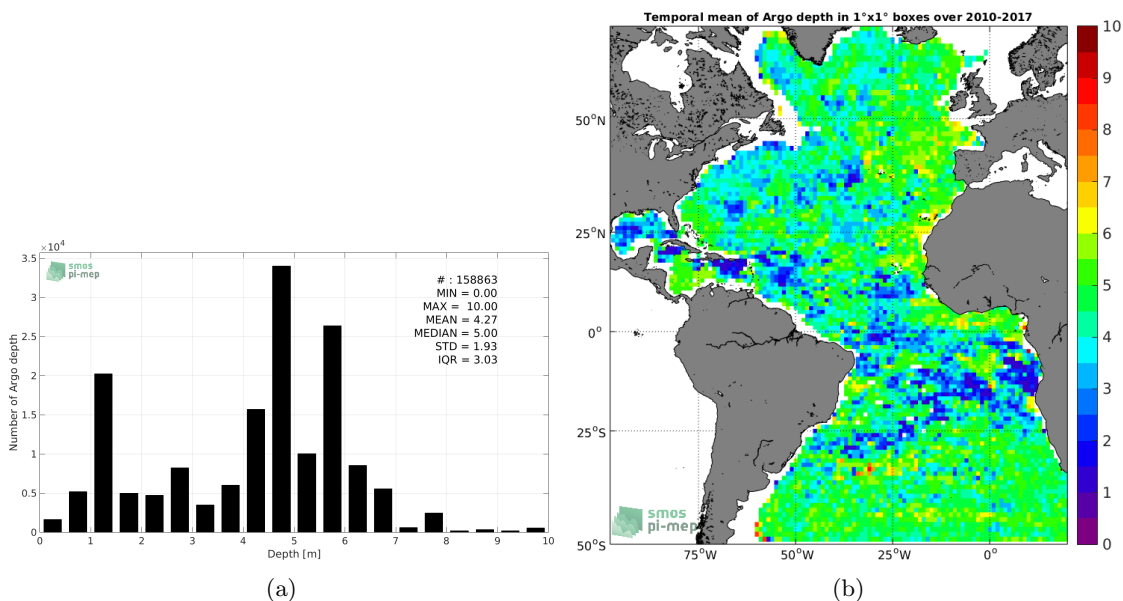 ×10⁴
smos
pi-mep
# : 158863
MIN = 0.00
MAX = 10.00
MEAN = 4.27
MEDIAN = 5.00
STD = 1.93
IQR = 3.03
3.5
3
2.5
2
1.5
1
0.5
0
Number of Argo depth
0 1 2 3 4 5 6 7 8 9 10
Depth [m]
(a)
Temporal mean of Argo depth in 1°x1° boxes over 2010-2017
50°N
25°N
0°
25°S
50°S
75°W 50°W 25°W 0°
smos
pi-mep
10
9
8
7
6
5
4
3
2
1
0
(b)